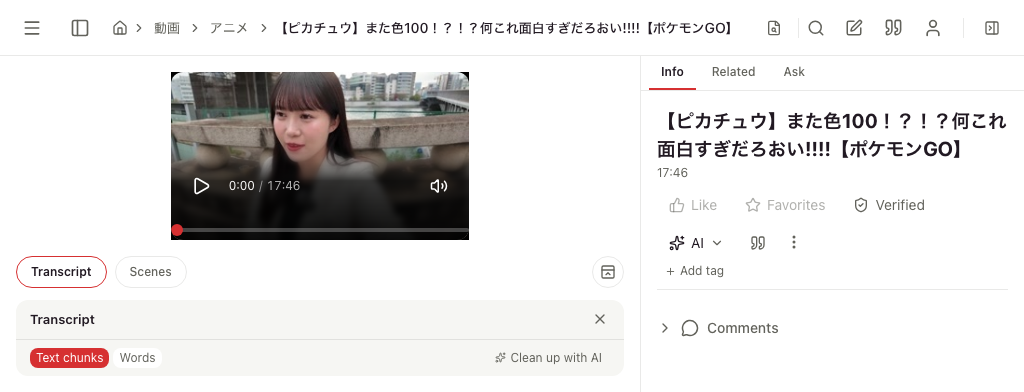 動画
アニメ
【ピカチュウ】また色100！？！？何これ面白すぎだろおい!!!!【ポケモンGO】
0:00 / 17:46
Transcript
Scenes
Transcript
Text chunks
Words
Clean up with AI
Info
Related
Ask
【ピカチュウ】また色100！？！？何これ
面白すぎだろおい!!!!【ポケモンGO】
17:46
Like
Favorites
Verified
AI
+ Add tag
Comments